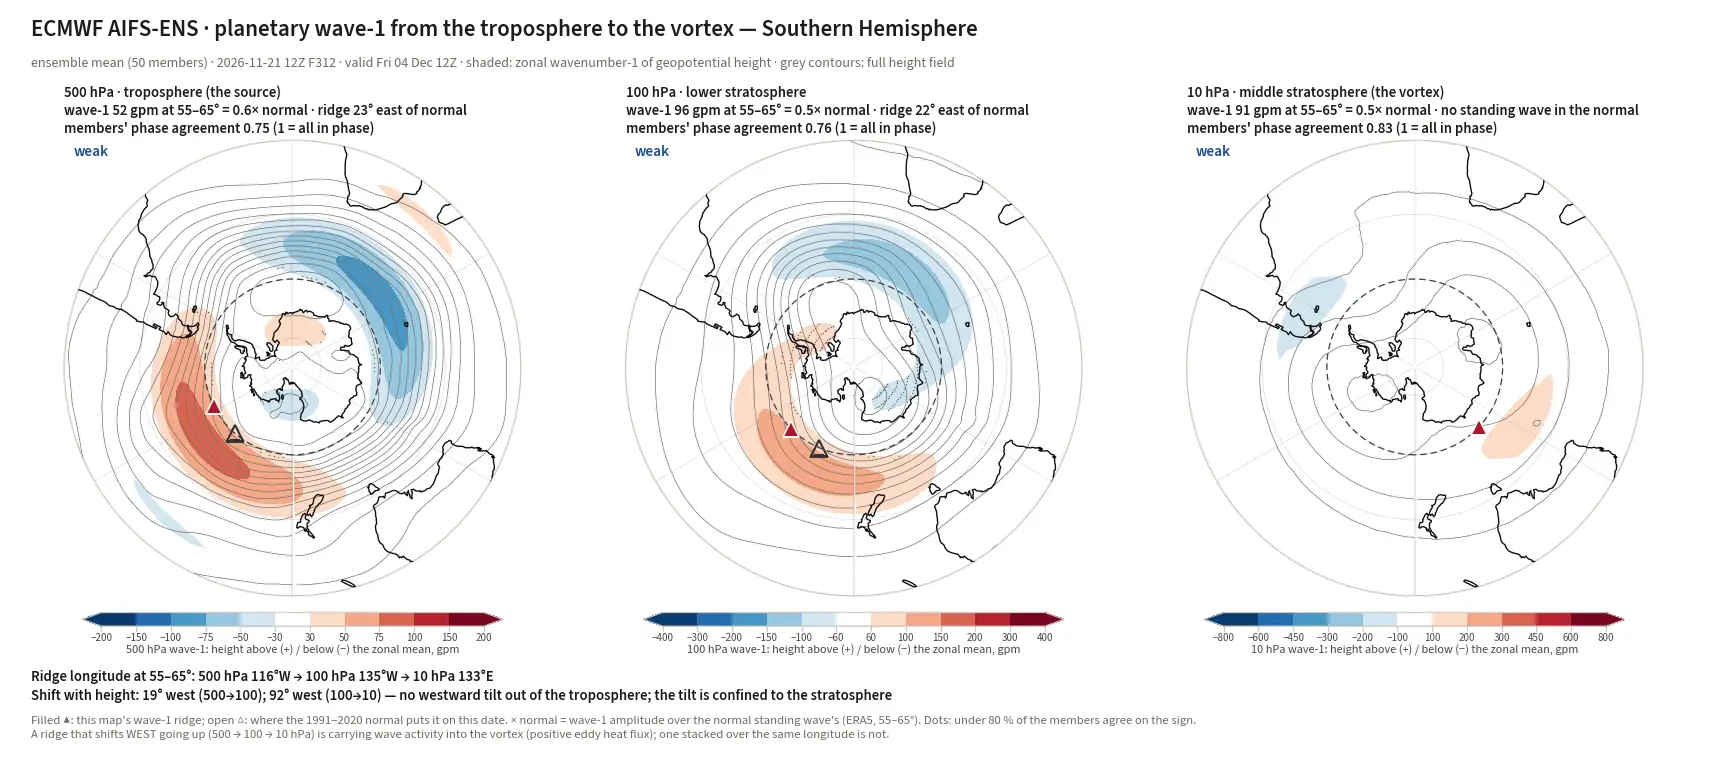 ECMWF AIFS-ENS · planetary wave-1 from the troposphere to the vortex — Southern Hemisphere
ensemble mean (50 members) · 2026-11-21 12Z F312 · valid Fri 04 Dec 12Z · shaded: zonal wavenumber-1 of geopotential height · grey contours: full height field
500 hPa · troposphere (the source)
wave-1 52 gpm at 55–65° = 0.6× normal · ridge 23° east of normal
members' phase agreement 0.75 (1 = all in phase)
weak
100 hPa · lower stratosphere
wave-1 96 gpm at 55–65° = 0.5× normal · ridge 22° east of normal
members' phase agreement 0.76 (1 = all in phase)
weak
10 hPa · middle stratosphere (the vortex)
wave-1 91 gpm at 55–65° = 0.5× normal · no standing wave in the normal
members' phase agreement 0.83 (1 = all in phase)
weak
−200 −150 −100 −75 −50 −30 30 50 75 100 150 200
500 hPa wave-1: height above (+) / below (−) the zonal mean, gpm
−400 −300 −200 −150 −100 −60 60 100 150 200 300 400
100 hPa wave-1: height above (+) / below (−) the zonal mean, gpm
−800 −600 −450 −300 −200 −100 100 200 300 450 600 800
10 hPa wave-1: height above (+) / below (−) the zonal mean, gpm
Ridge longitude at 55–65°: 500 hPa 116°W → 100 hPa 135°W → 10 hPa 133°E
Shift with height: 19° west (500→100); 92° west (100→10) — no westward tilt out of the troposphere; the tilt is confined to the stratosphere
Filled ▲: this map's wave-1 ridge; open △: where the 1991–2020 normal puts it on this date. × normal = wave-1 amplitude over the normal standing wave's (ERA5, 55–65°). Dots: under 80 % of the members agree on the sign.
A ridge that shifts WEST going up (500 → 100 → 10 hPa) is carrying wave activity into the vortex (positive eddy heat flux); one stacked over the same longitude is not.